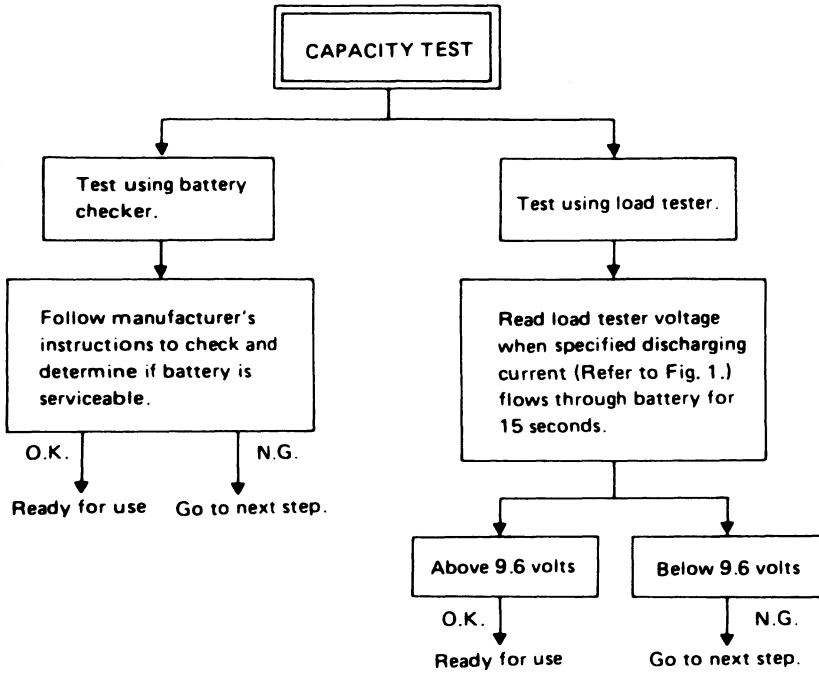 CAPACITY TEST
Test using battery
checker.
Follow manufacturer's
instructions to check and
determine if battery is
serviceable.
O.K.
N.G.
Ready for use
Go to next step.
Test using load tester.
Read load tester voltage
when specified discharging
current (Refer to Fig. 1.)
flows through battery for
15 seconds.
Above 9.6 volts
Below 9.6 volts
O.K.
N.G.
Ready for use
Go to next step.